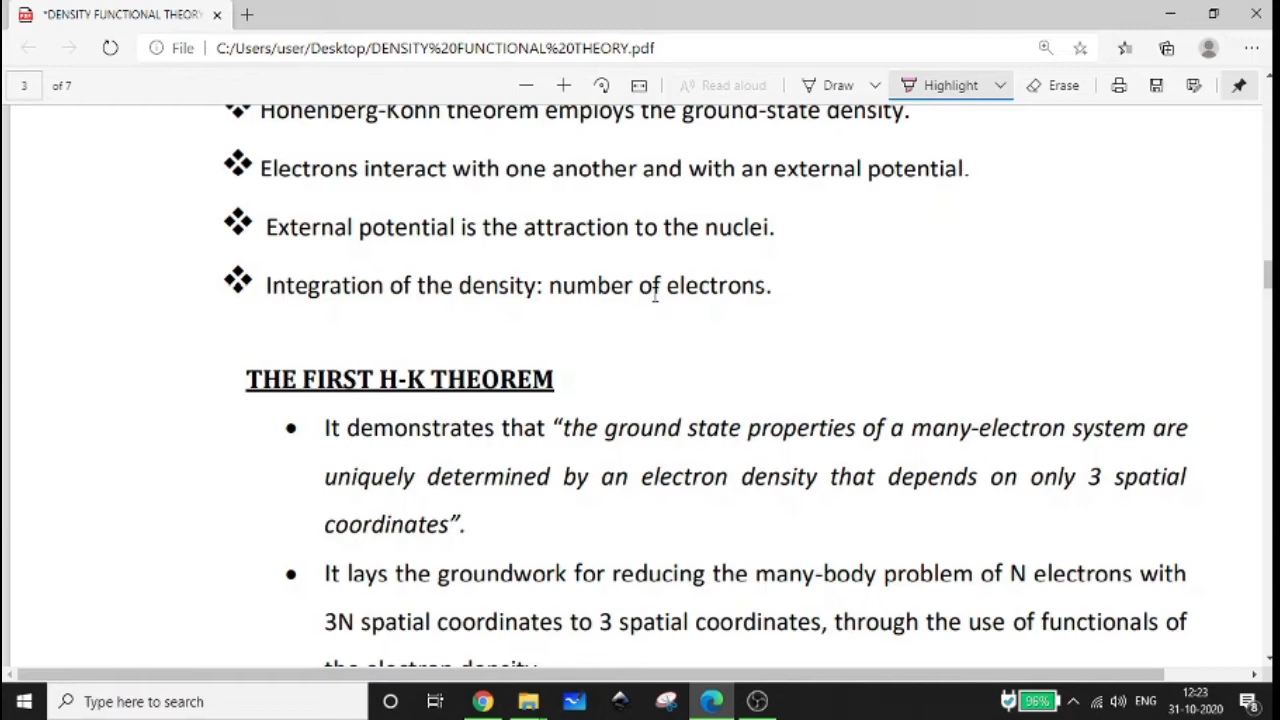 *DENSITY FUNCTIONAL THEORY
File C:/Users/user/Desktop/DENSITY%20FUNCTIONAL%20THEORY.pdf
3 of 7 Read aloud Draw Highlight Erase
Hohenberg-Kohn theorem employs the ground-state density.
Electrons interact with one another and with an external potential.
External potential is the attraction to the nuclei.
Integration of the density: number of electrons.
THE FIRST H-K THEOREM
• It demonstrates that “the ground state properties of a many-electron system are
uniquely determined by an electron density that depends on only 3 spatial
coordinates”.
• It lays the groundwork for reducing the many-body problem of N electrons with
3N spatial coordinates to 3 spatial coordinates, through the use of functionals of
the electron density.
Type here to search 96% ENG 12:23
31-10-2020 8